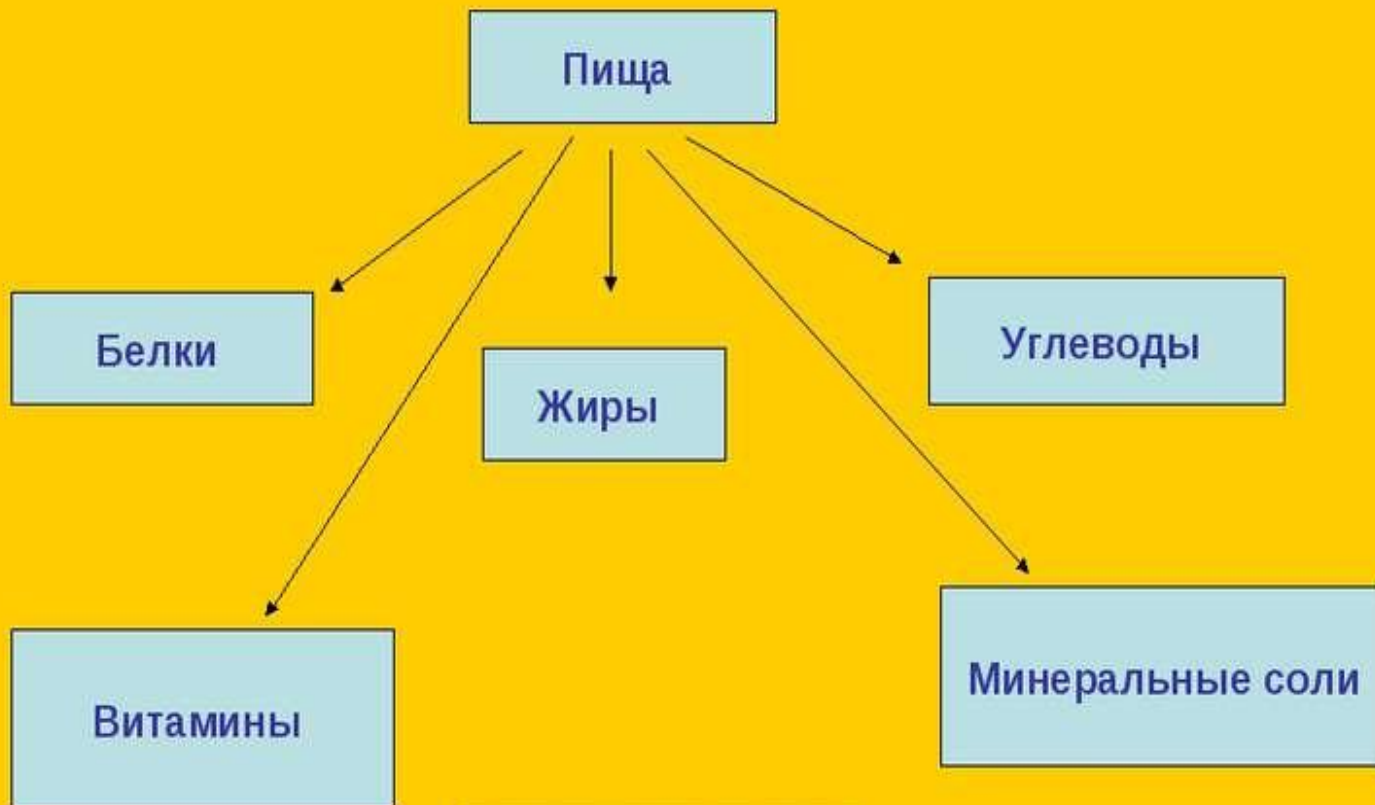 Пища
Белки
Жиры
Углеводы
Витамины
Минеральные соли